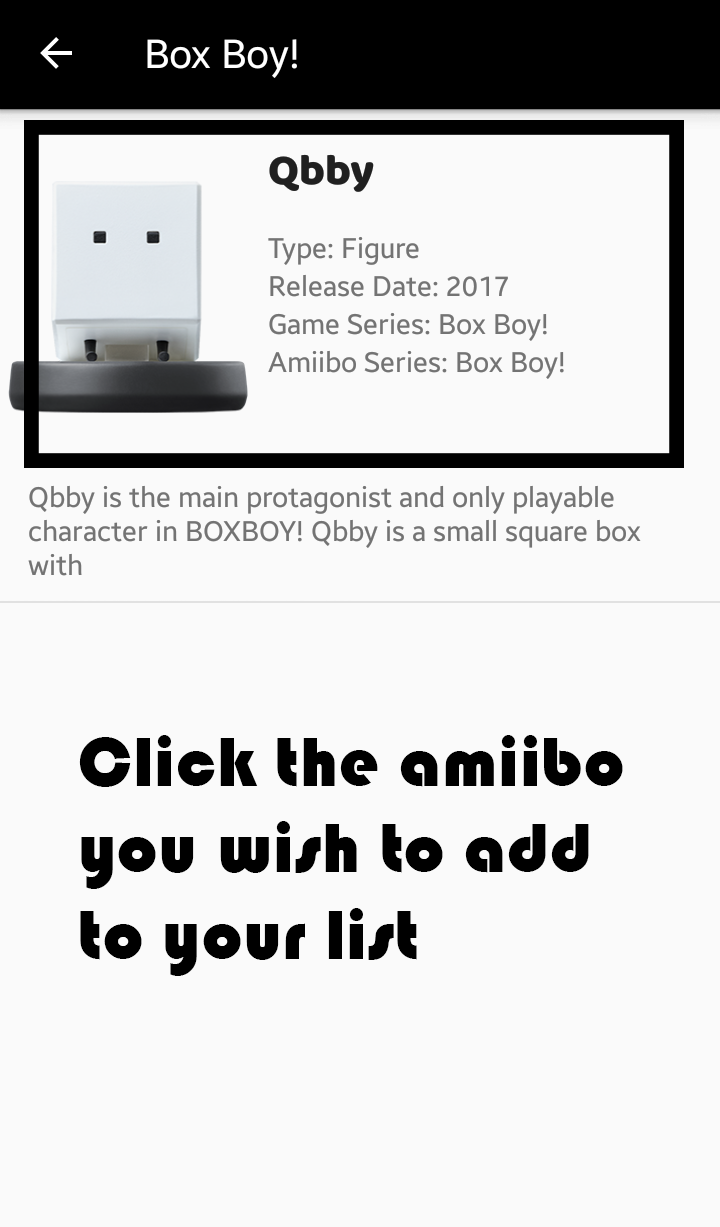 Box Boy!
Qbby
Type: Figure
Release Date: 2017
Game Series: Box Boy!
Amiibo Series: Box Boy!
Qbby is the main protagonist and only playable
character in BOXBOY! Qbby is a small square box
with
Click the amiibo
you wish to add
to your list